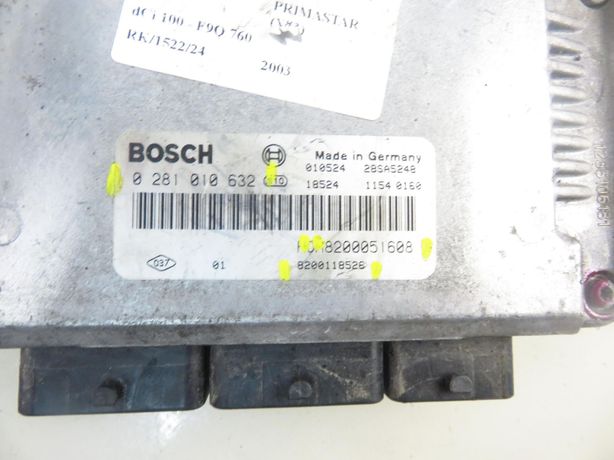 PRIMASTAR
dCi 100 - F9Q 760
RK/1522/24
2003
BOSCH
Made in Germany
0 281 010 632
010524 28SA5248
18524 1154 0160
HOM8200051608
8200118526
037
01